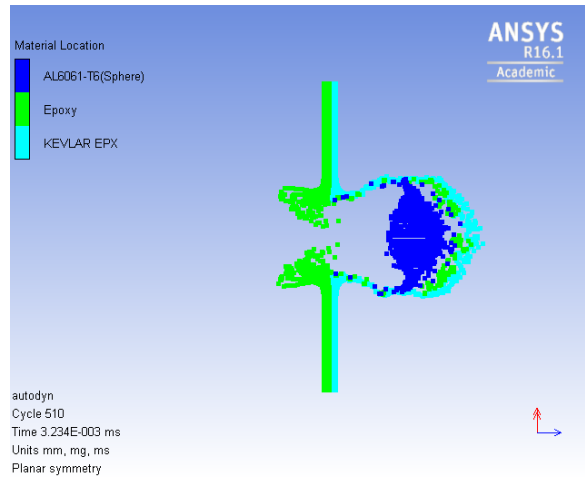 ANSYS
R16.1
Academic
Material Location
AL6061-T6(Sphere)
Epoxy
KEVLAR EPX
autodyn
Cycle 510
Time 3.234E-003 ms
Units mm, mg, ms
Planar symmetry